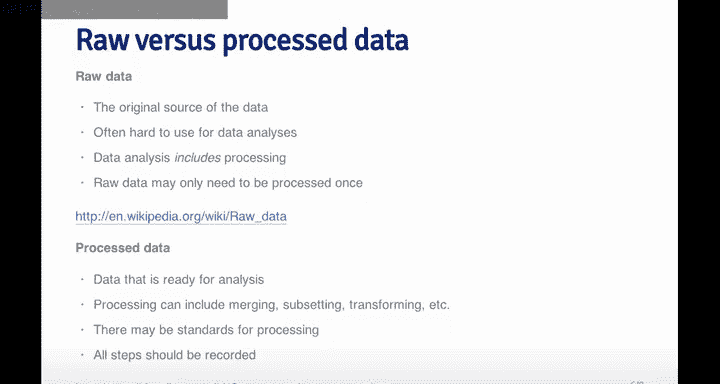 Raw versus processed data
Raw data
· The original source of the data
· Often hard to use for data analyses
· Data analysis includes processing
· Raw data may only need to be processed once
http://en.wikipedia.org/wiki/Raw_data
Processed data
· Data that is ready for analysis
· Processing can include merging, subsetting, transforming, etc.
· There may be standards for processing
· All steps should be recorded